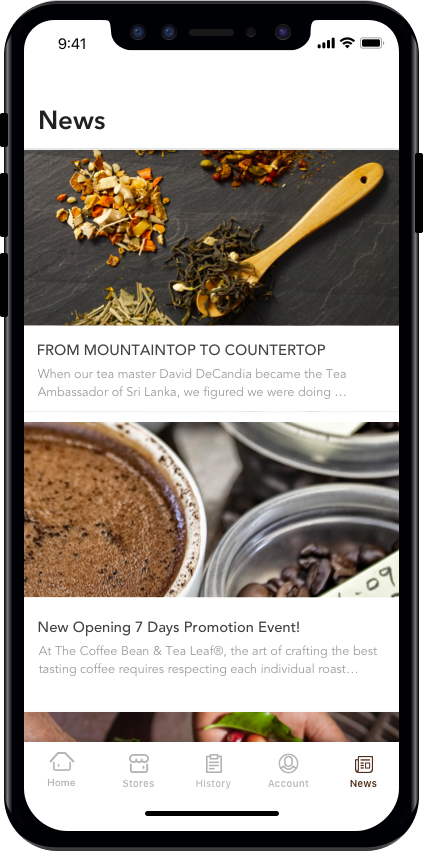 9:41
News
FROM MOUNTAINTOP TO COUNTERTOP
When our tea master David DeCandia became the Tea
Ambassador of Sri Lanka, we figured we were doing ...
New Opening 7 Days Promotion Event!
At The Coffee Bean & Tea Leaf®, the art of crafting the best
tasting coffee requires respecting each individual roast...
Home
Stores
History
Account
News